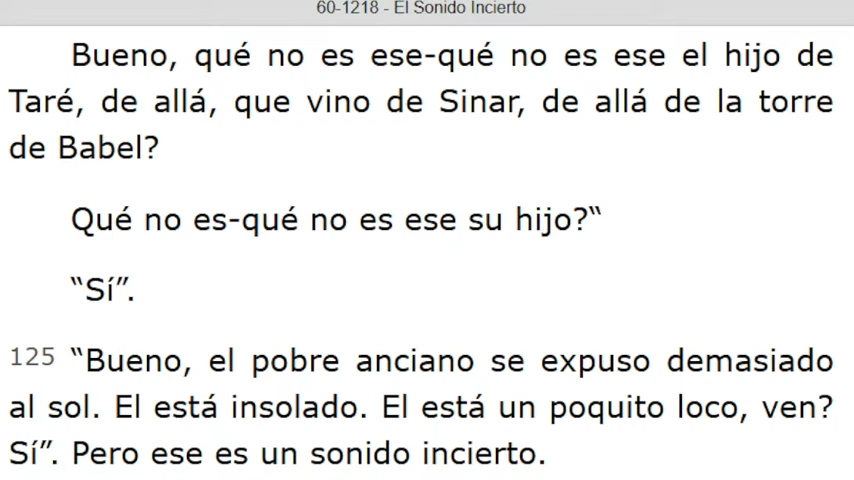 60-1218 - El Sonido Incierto
Bueno, qué no es ese-qué no es ese el hijo de
Taré, de allá, que vino de Sinar, de allá de la torre
de Babel?
Qué no es-qué no es ese su hijo?‟
‟Sí”.
125 ‟Bueno, el pobre anciano se expuso demasiado
al sol. El está insolado. El está un poquito loco, ven?
Sí”. Pero ese es un sonido incierto.